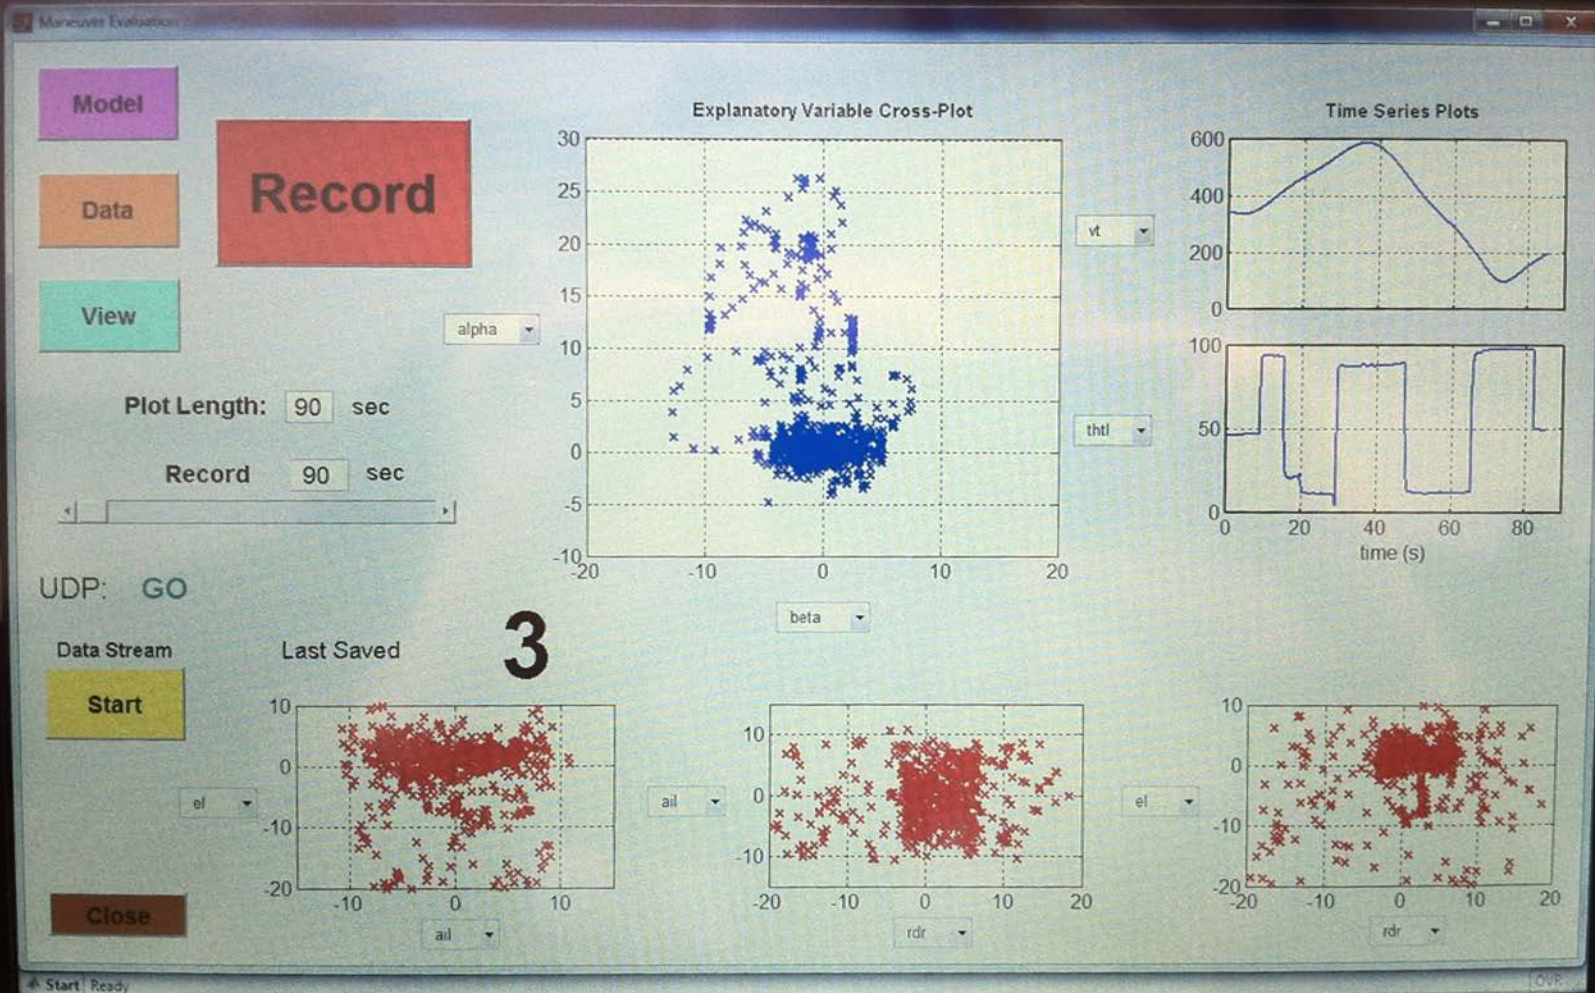 Maneuver Evaluation
Model
Record
Data
View
Plot Length: 90 sec
Record 90 sec
UDP: GO
Data Stream
Start
Close
Last Saved 3
Explanatory Variable Cross-Plot
30
25
20
15
10
5
0
-5
-10
-20 -10 0 10 20
alpha
beta
Time Series Plots
vt
600
400
200
0
thtl
100
50
0
0 20 40 60 80
time (s)
el
10
0
-10
-20
-10 0 10
ail
ail
10
0
-10
-20 -10 0 10 20
rdr
el
10
0
-10
-20
-20 -10 0 10 20
rdr
Start Ready
OVR